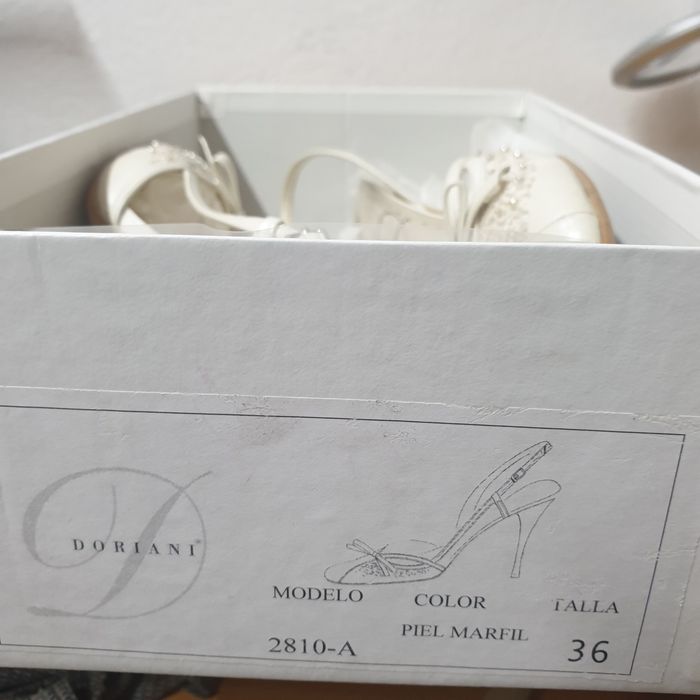 DORIANI®
MODELO COLOR TALLA
2810-A PIEL MARFIL 36